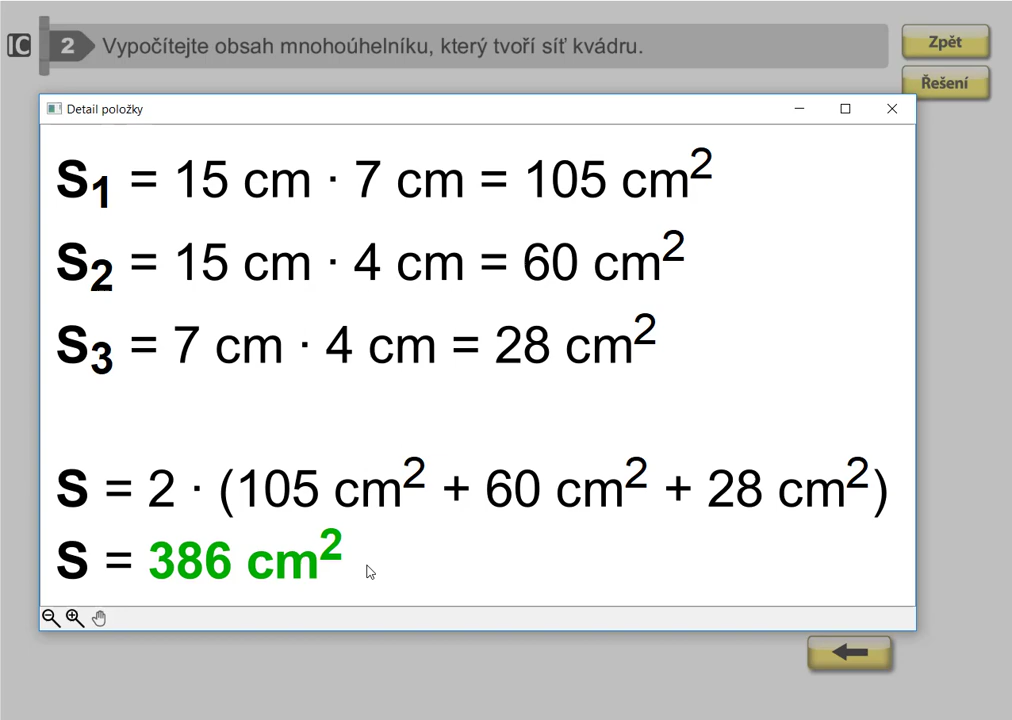 IC 2 Vypočítejte obsah mnohoúhelníku, který tvoří síť kvádru.
Zpět
Řešení
Detail položky
S₁ = 15 cm · 7 cm = 105 cm²
S₂ = 15 cm · 4 cm = 60 cm²
S₃ = 7 cm · 4 cm = 28 cm²
S = 2 · (105 cm² + 60 cm² + 28 cm²)
S = 386 cm²